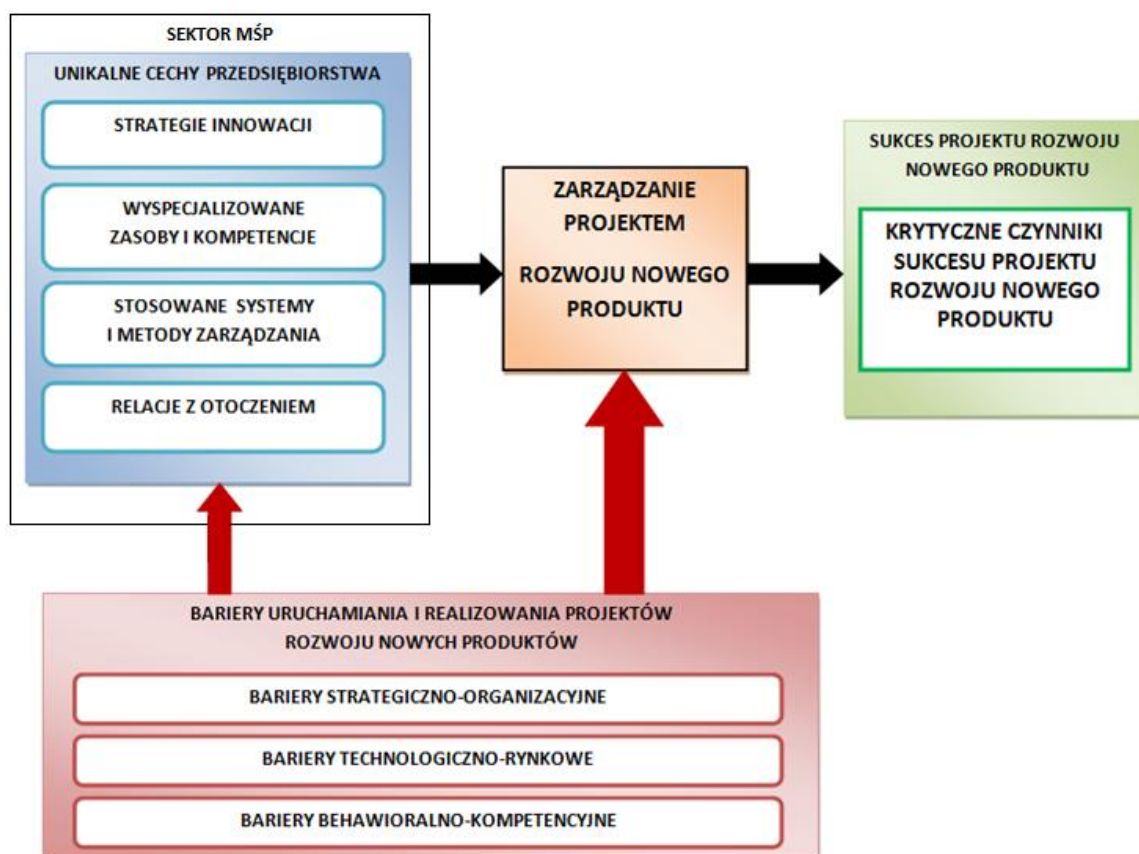 SEKTOR MŚP
UNIKALNE CECHY PRZEDSIĘBIORSTWA
STRATEGIE INNOWACJI
WYSPECJALIZOWANE
ZASOBY I KOMPETENCJE
STOSOWANE SYSTEMY
I METODY ZARZĄDZANIA
RELACJE Z OTOCZENIEM
ZARZĄDZANIE
PROJEKTEM
ROZWOJU NOWEGO
PRODUKTU
SUKCES PROJEKTU ROZWOJU
NOWEGO PRODUKTU
KRYTYCZNE CZYNNIKI
SUKCESU PROJEKTU
ROZWOJU NOWEGO
PRODUKTU
BARIERY URUCHAMIANIA I REALIZOWANIA PROJEKTÓW
ROZWOJU NOWYCH PRODUKTÓW
BARIERY STRATEGICZNO-ORGANIZACYJNE
BARIERY TECHNOLOGICZNO-RYNKOWE
BARIERY BEHAWIORALNO-KOMPETENCYJNE